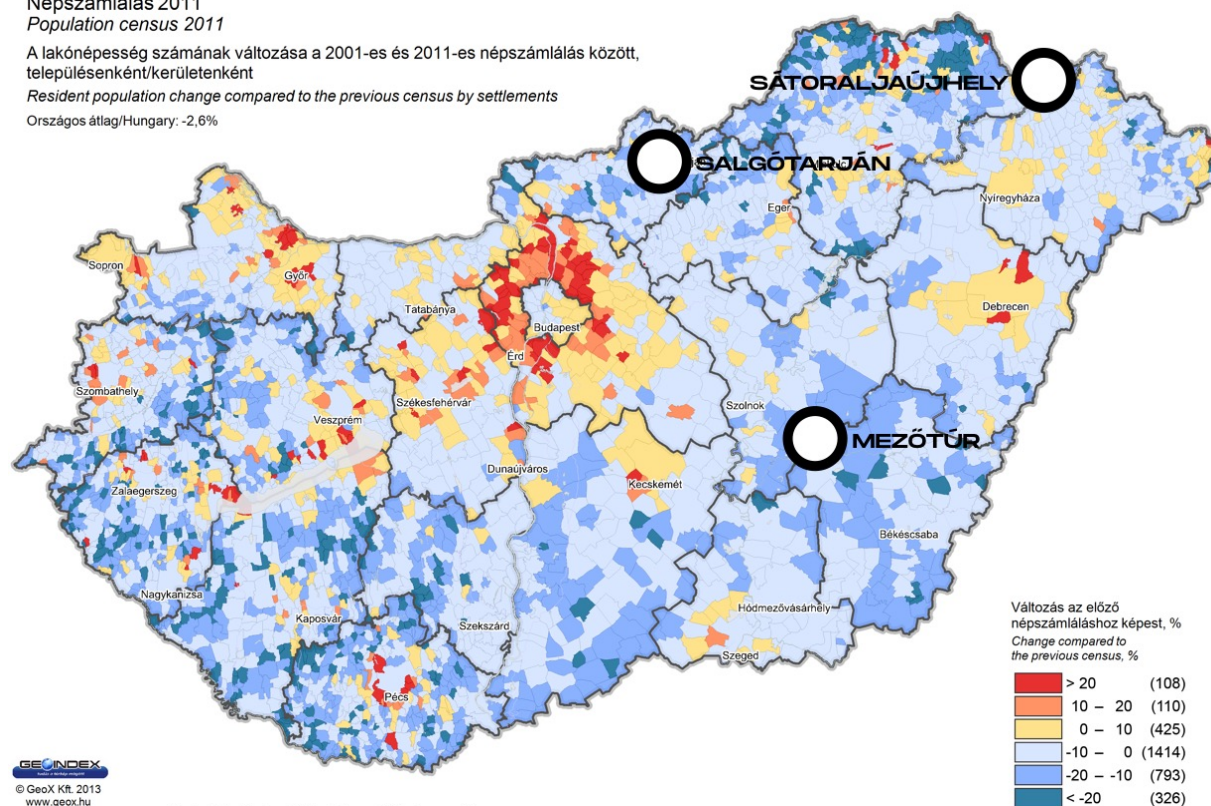 Népszámlálás 2011
Population census 2011
A lakónépesség számának változása a 2001-es és 2011-es népszámlálás között,
településenként/kerületenként
Resident population change compared to the previous census by settlements
Országos átlag/Hungary: -2,6%
SÁTORALJAÚJHELY
SALGÓTARJÁN
Eger
Nyíregyháza
Sopron
Győr
Tatabánya
Debrecen
Budapest
Érd
Szombathely
Székesfehérvár
Szolnok
Veszprém
MEZŐTÚR
Dunaújváros
Zalaegerszeg
Kecskemét
Békéscsaba
Nagykanizsa
Hódmezővásárhely
Kaposvár
Szekszárd
Szeged
Pécs
Változás az előző
népszámláláshoz képest, %
Change compared to
the previous census, %
> 20 (108)
10 – 20 (110)
0 – 10 (425)
-10 – 0 (1414)
-20 – -10 (793)
< -20 (326)
GEOINDEX
© GeoX Kft. 2013
www.geox.hu